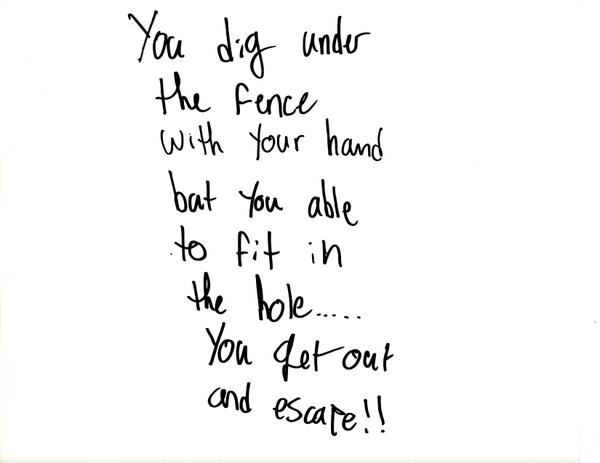 You dig under
the fence
with your hand
bat you able
to fit in
the hole.....
You get out
and escape!!